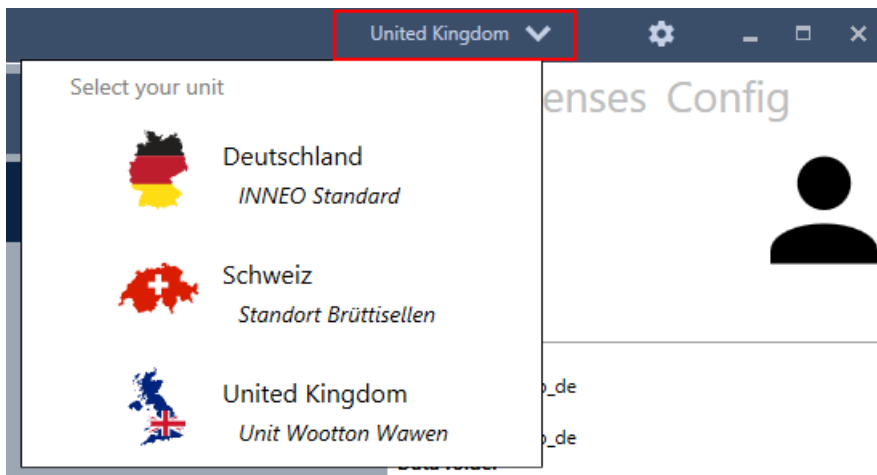 United Kingdom
Select your unit
enses Config
Deutschland
INNEO Standard
Schweiz
Standort Brüttisellen
United Kingdom
_de
Unit Wootton Wawen
_de